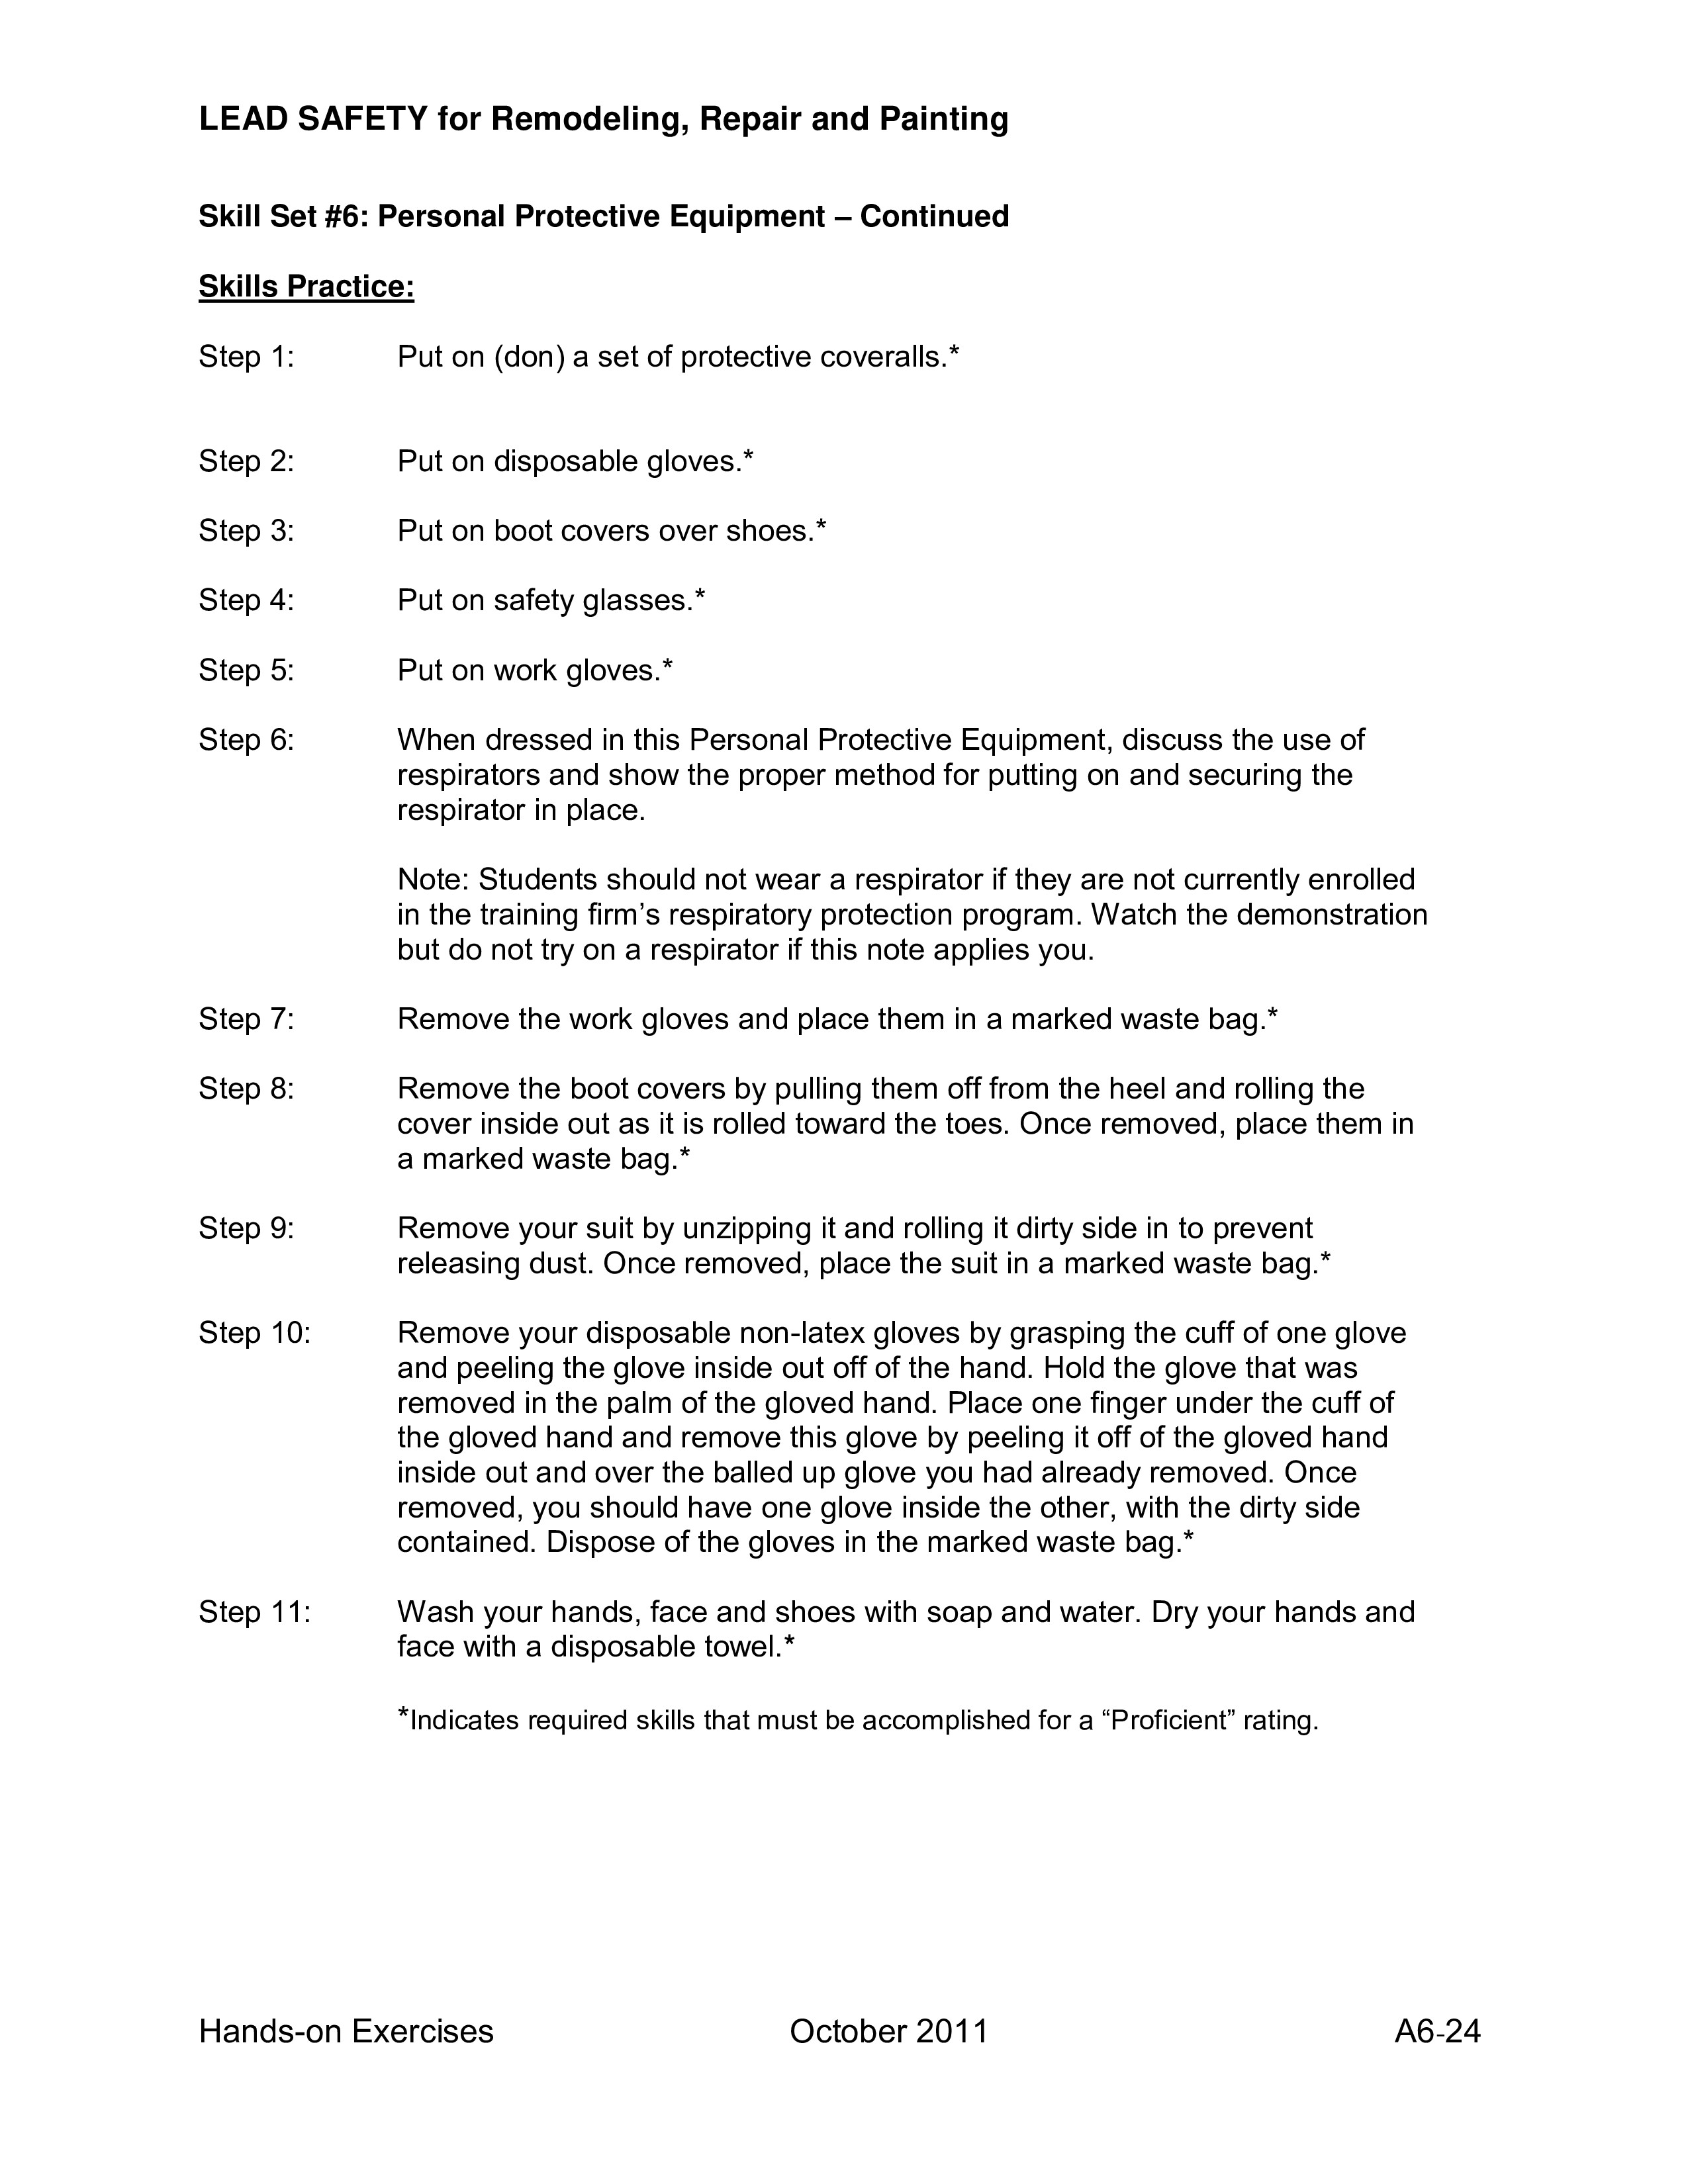 LEAD SAFETY for Remodeling, Repair and Painting
Skill Set #6: Personal Protective Equipment – Continued
Skills Practice:
Step 1: Put on (don) a set of protective coveralls.*
Step 2: Put on disposable gloves.*
Step 3: Put on boot covers over shoes.*
Step 4: Put on safety glasses.*
Step 5: Put on work gloves.*
Step 6: When dressed in this Personal Protective Equipment, discuss the use of
respirators and show the proper method for putting on and securing the
respirator in place.
Note: Students should not wear a respirator if they are not currently enrolled
in the training firm’s respiratory protection program. Watch the demonstration
but do not try on a respirator if this note applies you.
Step 7: Remove the work gloves and place them in a marked waste bag.*
Step 8: Remove the boot covers by pulling them off from the heel and rolling the
cover inside out as it is rolled toward the toes. Once removed, place them in
a marked waste bag.*
Step 9: Remove your suit by unzipping it and rolling it dirty side in to prevent
releasing dust. Once removed, place the suit in a marked waste bag.*
Step 10: Remove your disposable non-latex gloves by grasping the cuff of one glove
and peeling the glove inside out off of the hand. Hold the glove that was
removed in the palm of the gloved hand. Place one finger under the cuff of
the gloved hand and remove this glove by peeling it off of the gloved hand
inside out and over the balled up glove you had already removed. Once
removed, you should have one glove inside the other, with the dirty side
contained. Dispose of the gloves in the marked waste bag.*
Step 11: Wash your hands, face and shoes with soap and water. Dry your hands and
face with a disposable towel.*
*Indicates required skills that must be accomplished for a “Proficient” rating.
Hands-on Exercises October 2011 A6-24